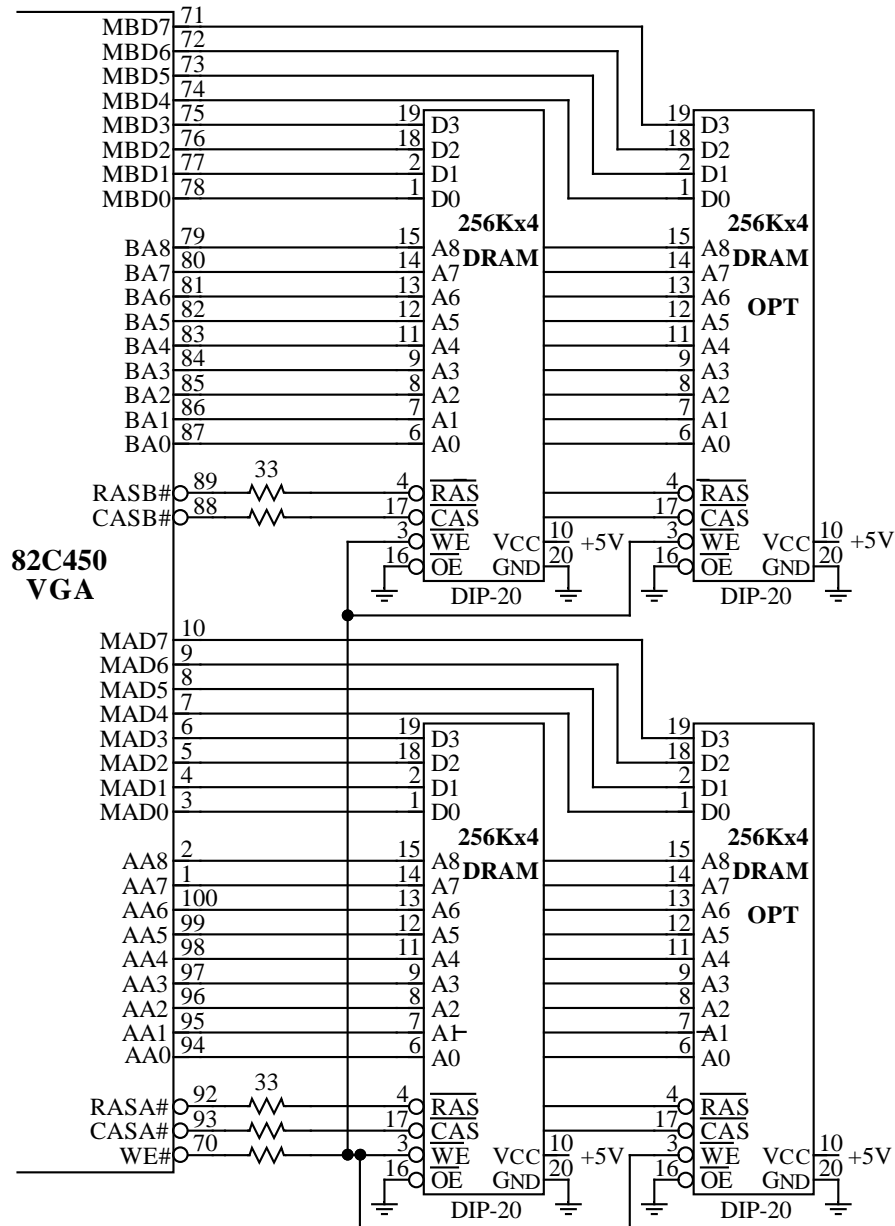 MBD7 71
MBD6 72
MBD5 73
MBD4 74
MBD3 75 19 D3 19 D3
MBD2 76 18 D2 18 D2
MBD1 77 2 D1 2 D1
MBD0 78 1 D0 1 D0
256Kx4 256Kx4
BA8 79 15 A8 DRAM 15 A8 DRAM
BA7 80 14 A7 14 A7
BA6 81 13 A6 13 A6 OPT
BA5 82 12 A5 12 A5
BA4 83 11 A4 11 A4
BA3 84 9 A3 9 A3
BA2 85 8 A2 8 A2
BA1 86 7 A1 7 A1
BA0 87 6 A0 6 A0
33
RASB# 89 4 RAS 4 RAS
CASB# 88 17 CAS 17 CAS
3 WE VCC 10 +5V 3 WE VCC 10 +5V
16 OE GND 20 16 OE GND 20
DIP-20 DIP-20
82C450
VGA
MAD7 10
MAD6 9
MAD5 8
MAD4 7
MAD3 6 19 D3 19 D3
MAD2 5 18 D2 18 D2
MAD1 4 2 D1 2 D1
MAD0 3 1 D0 1 D0
256Kx4 256Kx4
AA8 2 15 A8 DRAM 15 A8 DRAM
AA7 1 14 A7 14 A7
AA6 100 13 A6 13 A6 OPT
AA5 99 12 A5 12 A5
AA4 98 11 A4 11 A4
AA3 97 9 A3 9 A3
AA2 96 8 A2 8 A2
AA1 95 7 A1 7 A1
AA0 94 6 A0 6 A0
33
RASA# 92 4 RAS 4 RAS
CASA# 93 17 CAS 17 CAS
WE# 70 3 WE VCC 10 +5V 3 WE VCC 10 +5V
16 OE GND 20 16 OE GND 20
DIP-20 DIP-20